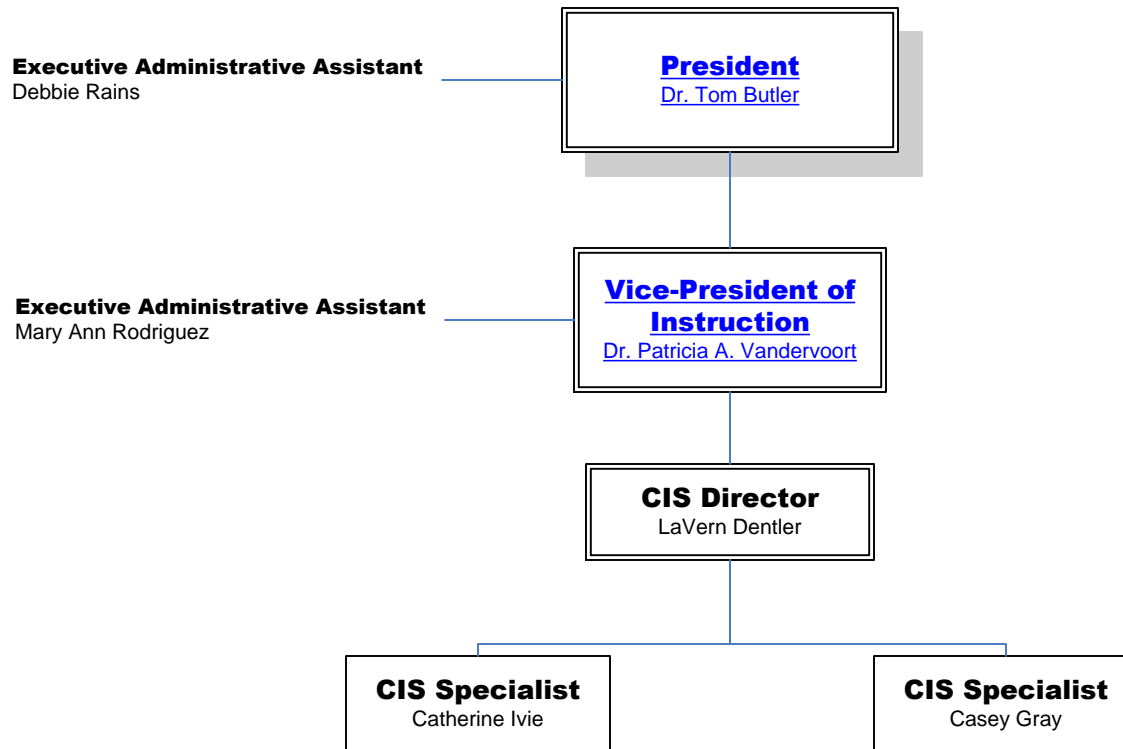 Executive Administrative Assistant
Debbie Rains
President
Dr. Tom Butler
Executive Administrative Assistant
Mary Ann Rodriguez
Vice-President of
Instruction
Dr. Patricia A. Vandervoort
CIS Director
LaVern Dentler
CIS Specialist
Catherine Ivie
CIS Specialist
Casey Gray